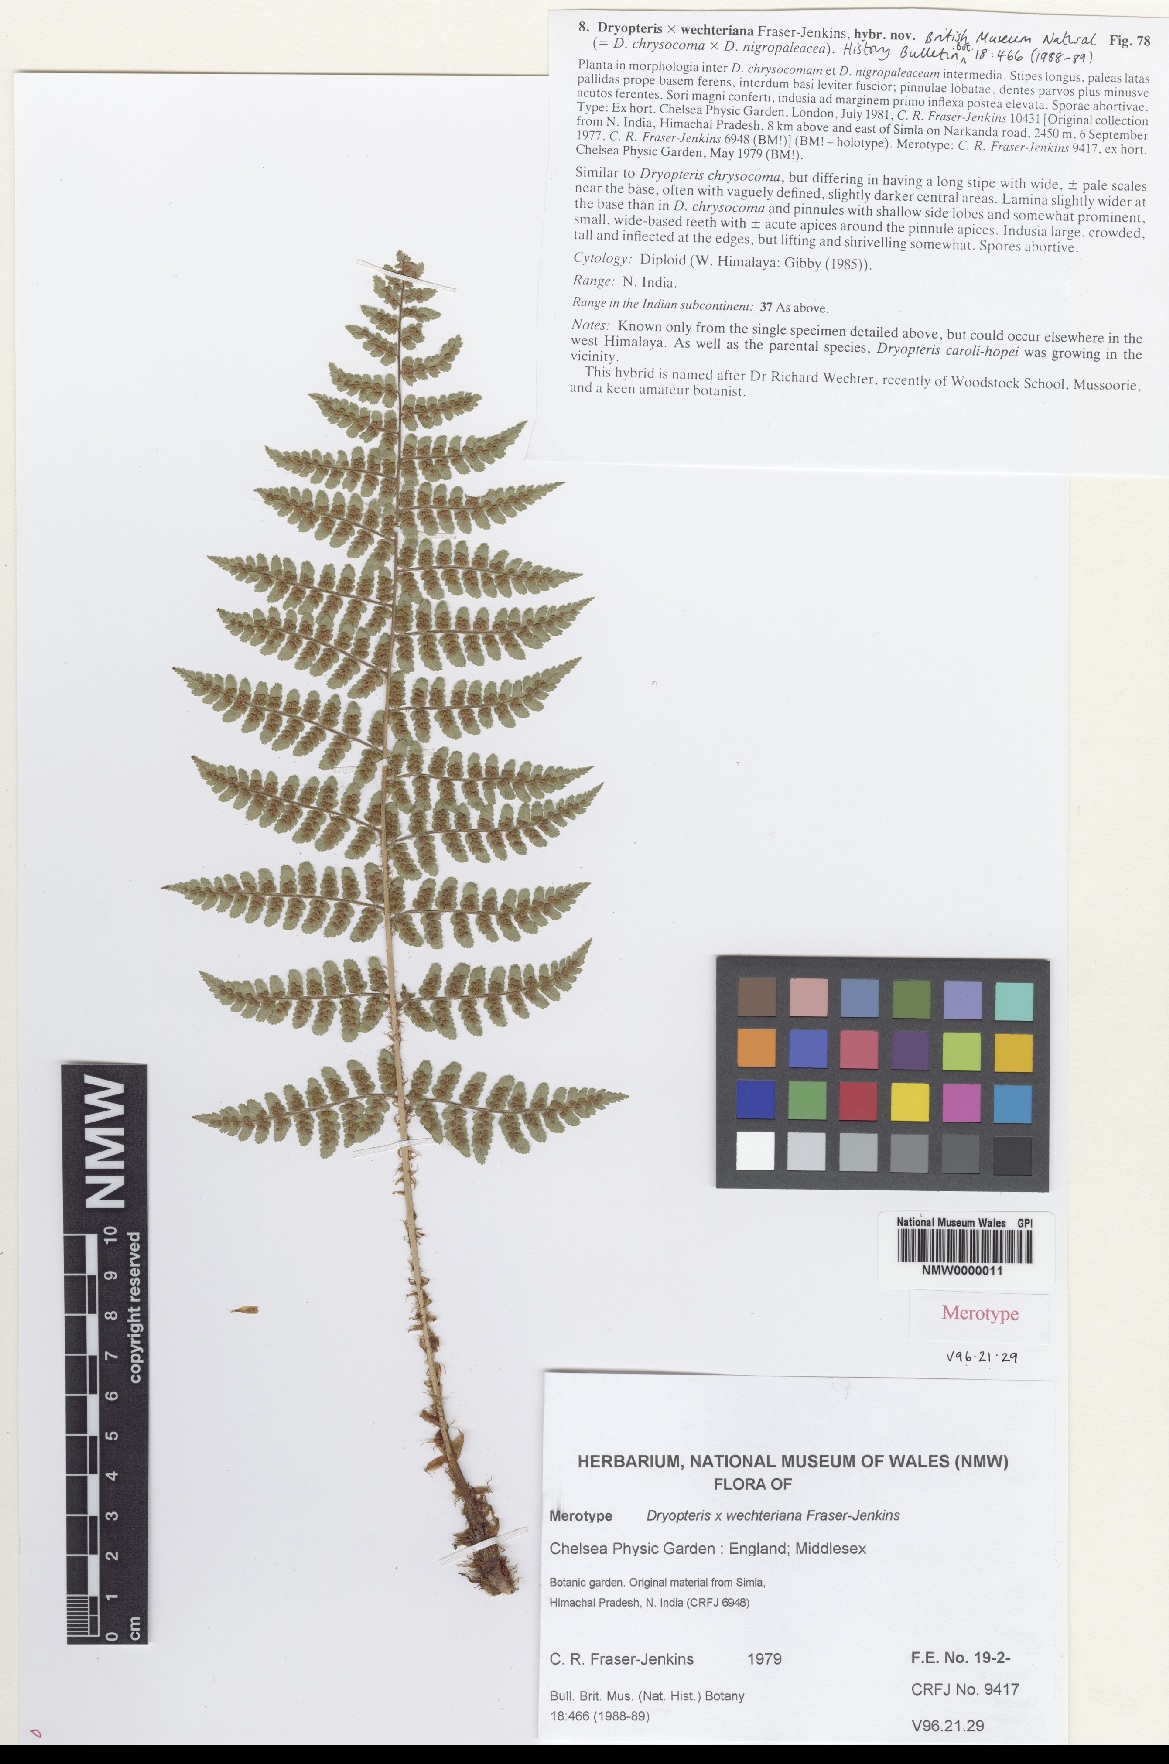 8. Dryopteris × wechteriana Fraser-Jenkins, hybr. nov. British Museum Natural Fig. 78
(= D. chrysocoma × D. nigropaleacea). History Bulletin bot. 18:466 (1988-89)
Planta in morphologia inter D. chrysocomam et D. nigropaleaceam intermedia. Stipes longus, paleas latas
pallidas prope basem ferens, interdum basi leviter fuscior; pinnulae lobatae, dentes parvos plus minusve
acutos ferentes. Sori magni conferti, indusia ad marginem primo inflexa postea elevata. Sporae abortivae.
Type: Ex hort. Chelsea Physic Garden, London, July 1981, C. R. Fraser-Jenkins 10431 [Original collection
from N. India, Himachal Pradesh, 8 km above and east of Simla on Narkanda road, 2450 m, 6 September
1977, C. R. Fraser-Jenkins 6948 (BM!)] (BM! – holotype). Merotype: C. R. Fraser-Jenkins 9417, ex hort.
Chelsea Physic Garden, May 1979 (BM!).
Similar to Dryopteris chrysocoma, but differing in having a long stipe with wide, ± pale scales
near the base, often with vaguely defined, slightly darker central areas. Lamina slightly wider at
the base than in D. chrysocoma and pinnules with shallow side lobes and somewhat prominent,
small, wide-based teeth with ± acute apices around the pinnule apices. Indusia large, crowded,
tall and inflected at the edges, but lifting and shrivelling somewhat. Spores abortive.
Cytology: Diploid (W. Himalaya: Gibby (1985)).
Range: N. India.
Range in the Indian subcontinent: 37 As above.
Notes: Known only from the single specimen detailed above, but could occur elsewhere in the
west Himalaya. As well as the parental species, Dryopteris caroli-hopei was growing in the
vicinity.
This hybrid is named after Dr Richard Wechter, recently of Woodstock School, Mussoorie,
and a keen amateur botanist.
NMW
10 9 8 7 6 5 4 3 2 1 0 cm
copyright reserved
National Museum Wales GPI
NMW0000011
Merotype
V96.21.29
HERBARIUM, NATIONAL MUSEUM OF WALES (NMW)
FLORA OF
Merotype Dryopteris x wechteriana Fraser-Jenkins
Chelsea Physic Garden : England; Middlesex
Botanic garden. Original material from Simla,
Himachal Pradesh, N. India (CRFJ 6948)
C. R. Fraser-Jenkins 1979 F.E. No. 19-2-
CRFJ No. 9417
Bull. Brit. Mus. (Nat. Hist.) Botany
18:466 (1988-89)
V96.21.29